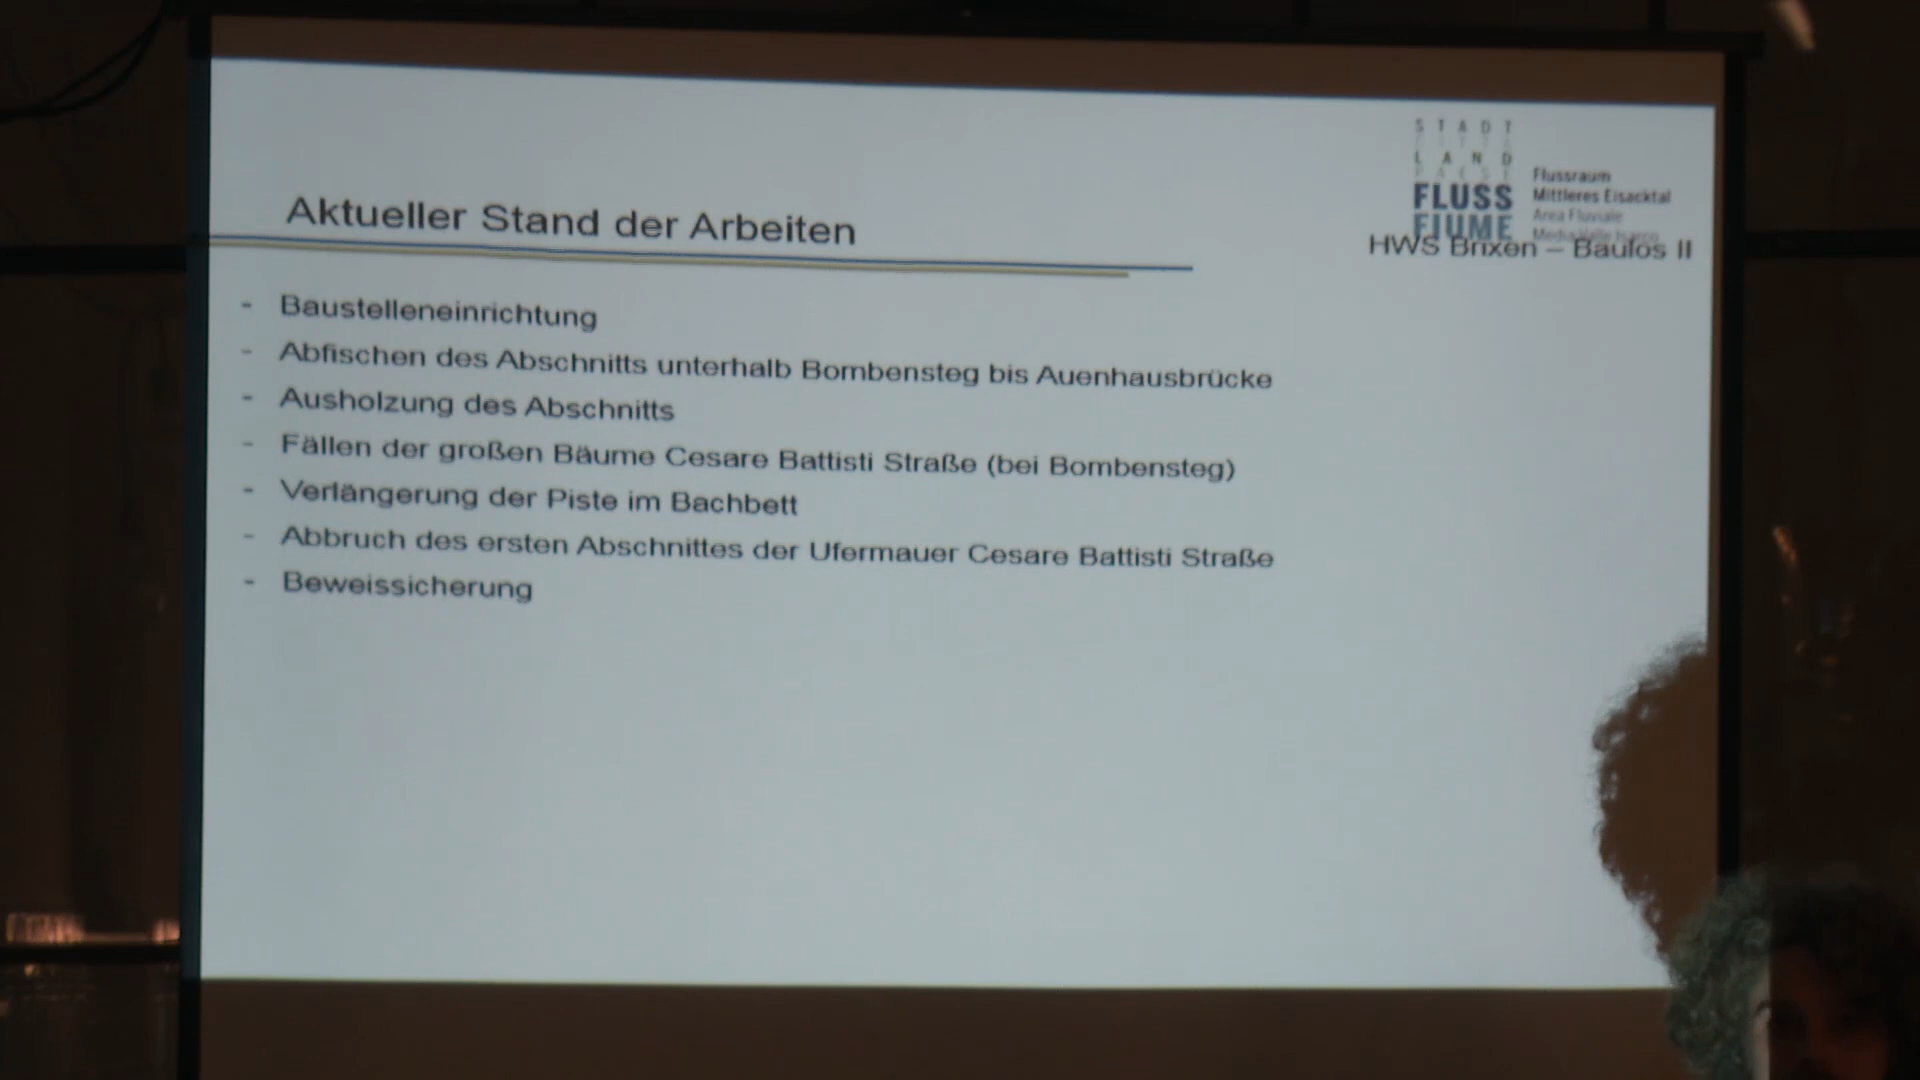 STADT
LAND
FLUSS
FIUME
Flussraum
Mittleres Eisacktal
Area Fluviale
HWS Brixen – Baulos II
Aktueller Stand der Arbeiten
- Baustelleneinrichtung
- Abfischen des Abschnitts unterhalb Bombensteg bis Auenhausbrücke
- Ausholzung des Abschnitts
- Fällen der großen Bäume Cesare Battisti Straße (bei Bombensteg)
- Verlängerung der Piste im Bachbett
- Abbruch des ersten Abschnittes der Ufermauer Cesare Battisti Straße
- Beweissicherung